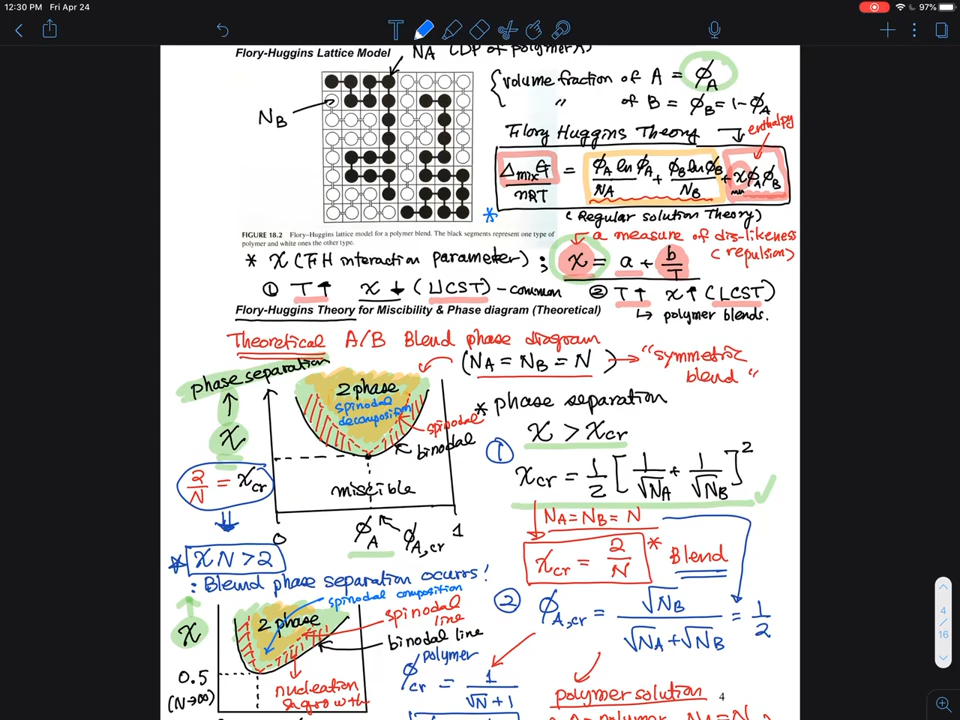 12:30 PM Fri Apr 24
97%
Flory-Huggins Lattice Model
NA (DP of polymer A)
NB
{ volume fraction of A = ϕA
〃 of B = ϕB = 1-ϕA
Flory Huggins Theory
enthalpy
ΔmixG/nRT = ϕA ln ϕA/NA + ϕB ln ϕB/NB + χϕAϕB
(Regular solution Theory)
FIGURE 18.2 Flory–Huggins lattice model for a polymer blend. The black segments represent one type of
polymer and white ones the other type.
a measure of dis-likeness
(repulsion)
* χ (FH interaction parameter) ; χ = a + b/T
① T↑ χ↓ (UCST) - common ② T↑ χ↑ (LCST)
↳ polymer blends.
Flory-Huggins Theory for Miscibility & Phase diagram (Theoretical)
Theoretical A/B Blend phase diagram
(NA = NB = N) → "symmetric
blend"
phase separation
↑
χ
2 phase
spinodal
decomposition
spinodal
binodal
2/N = χcr
miscible
0
ϕA
ϕA,cr
1
* χN > 2
: Blend phase separation occurs!
* phase separation
χ > χcr
① χcr = 1/2 [ 1/√NA + 1/√NB ]²
NA = NB = N
χcr = 2/N * Blend
② ϕA,cr = √NB/(√NA + √NB) = 1/2
spinodal composition
χ
2 phase
spinodal
line
binodal line
0.5
(N→∞)
nucleation
& growth
polymer
ϕcr = 1/(√N + 1)
polymer solution
4
4
16